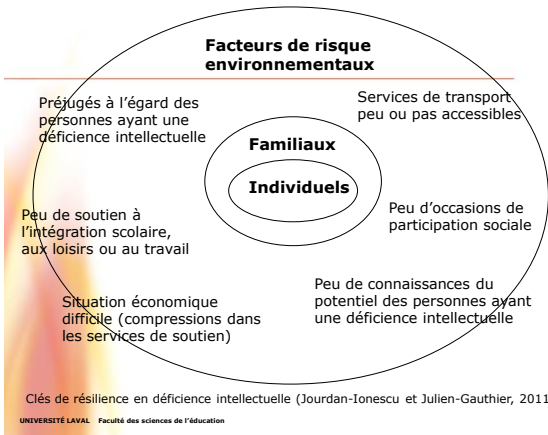 Facteurs de risque
environnementaux
Préjugés à l’égard des
personnes ayant une
déficience intellectuelle
Services de transport
peu ou pas accessibles
Familiaux
Individuels
Peu de soutien à
l’intégration scolaire,
aux loisirs ou au travail
Peu d’occasions de
participation sociale
Situation économique
difficile (compressions dans
les services de soutien)
Peu de connaissances du
potentiel des personnes ayant
une déficience intellectuelle
Clés de résilience en déficience intellectuelle (Jourdan-Ionescu et Julien-Gauthier, 2011
UNIVERSITÉ LAVAL Faculté des sciences de l’éducation